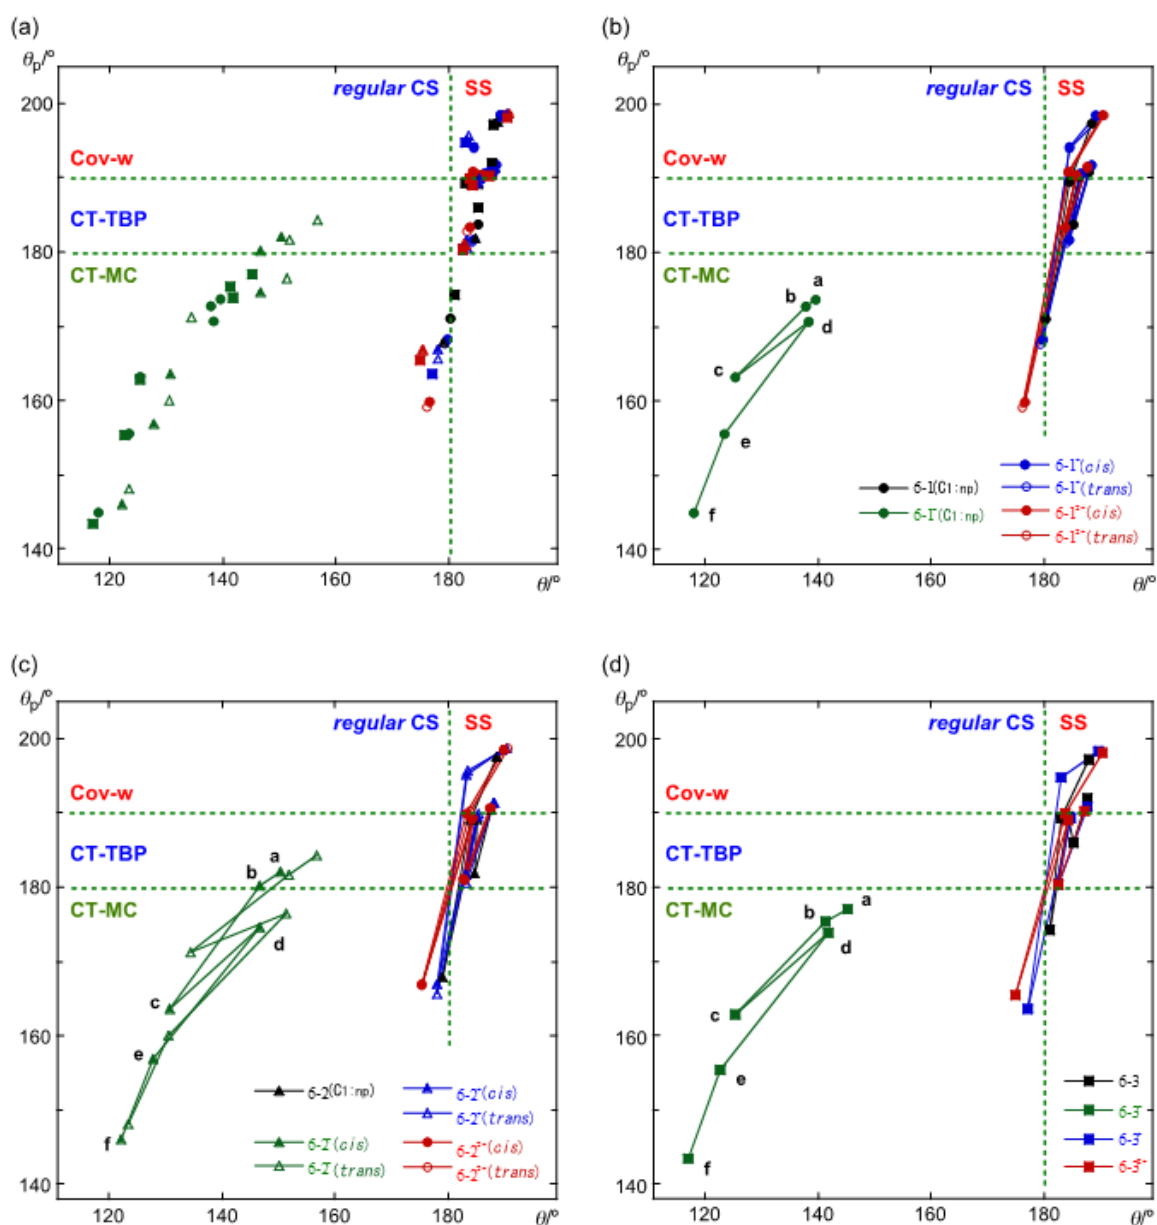 (a)
θp/°
regular CS SS
200
Cov-w
CT-TBP
180
CT-MC
160
140
120 140 160 180 θ/°
(b)
θp/°
regular CS SS
200
Cov-w
CT-TBP
180
CT-MC
a
b
d
c
160
e
f
6-1(C1:np)
6-1(cis)
6-1(trans)
6-1(C1:np)
6-1(cis)
6-1(trans)
140
120 140 160 180 θ/°
(c)
θp/°
regular CS SS
200
Cov-w
CT-TBP
a
b
180
CT-MC
d
c
160
e
f
6-2(C1:np)
6-2(cis)
6-2(trans)
6-2(cis)
6-2(trans)
6-2(cis)
6-2(trans)
140
120 140 160 180 θ/°
(d)
θp/°
regular CS SS
200
Cov-w
CT-TBP
180
CT-MC
a
b
d
c
160
e
f
6-3
6-3
6-3
6-3
140
120 140 160 180 θ/°